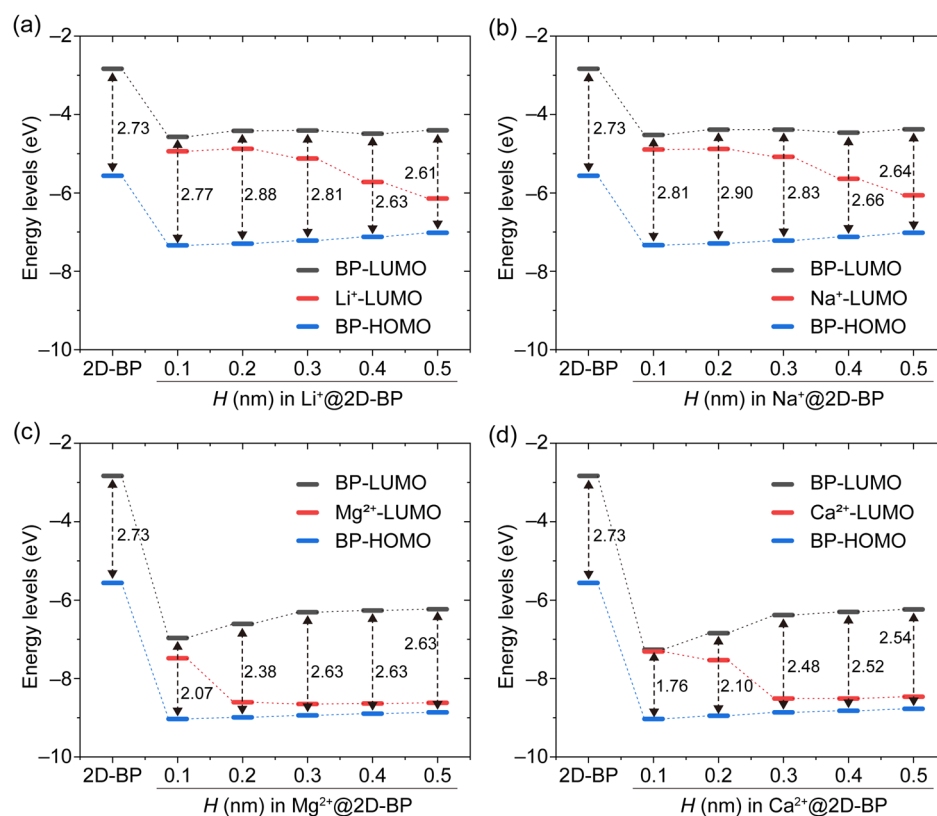 (a)
−2
−4
−6
−8
−10
Energy levels (eV)
2.73
2.77
2.88
2.81
2.63
2.61
BP-LUMO
Li⁺-LUMO
BP-HOMO
2D-BP
0.1 0.2 0.3 0.4 0.5
H (nm) in Li⁺@2D-BP
(b)
−2
−4
−6
−8
−10
Energy levels (eV)
2.73
2.81
2.90
2.83
2.66
2.64
BP-LUMO
Na⁺-LUMO
BP-HOMO
2D-BP
0.1 0.2 0.3 0.4 0.5
H (nm) in Na⁺@2D-BP
(c)
−2
−4
−6
−8
−10
Energy levels (eV)
2.73
2.07
2.38
2.63
2.63
2.63
BP-LUMO
Mg²⁺-LUMO
BP-HOMO
2D-BP
0.1 0.2 0.3 0.4 0.5
H (nm) in Mg²⁺@2D-BP
(d)
−2
−4
−6
−8
−10
Energy levels (eV)
2.73
1.76
2.10
2.48
2.52
2.54
BP-LUMO
Ca²⁺-LUMO
BP-HOMO
2D-BP
0.1 0.2 0.3 0.4 0.5
H (nm) in Ca²⁺@2D-BP